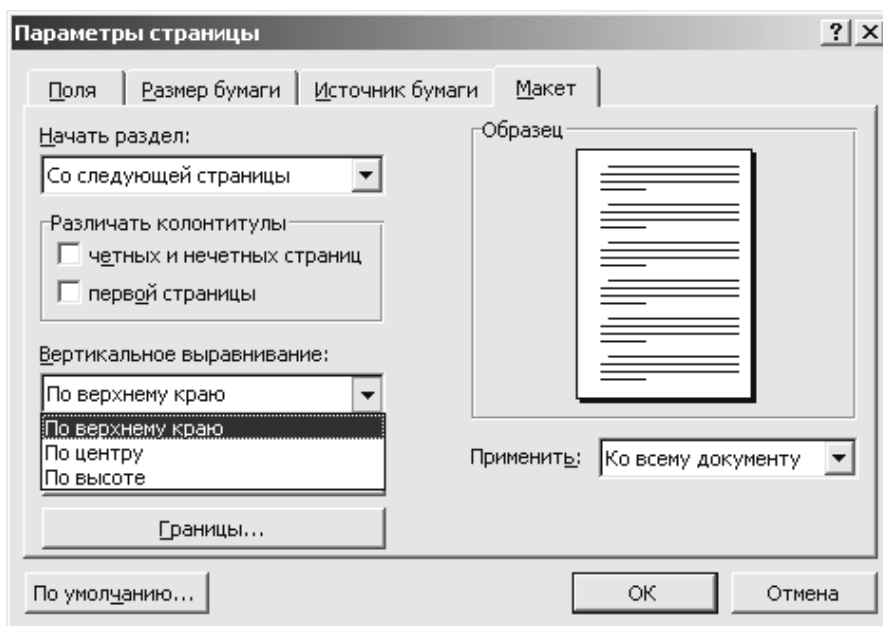 Параметры страницы
Поля Размер бумаги Источник бумаги Макет
Начать раздел:
Со следующей страницы
Различать колонтитулы
четных и нечетных страниц
первой страницы
Вертикальное выравнивание:
По верхнему краю
По верхнему краю
По центру
По высоте
Границы...
Образец
Применить: Ко всему документу
По умолчанию... ОК Отмена